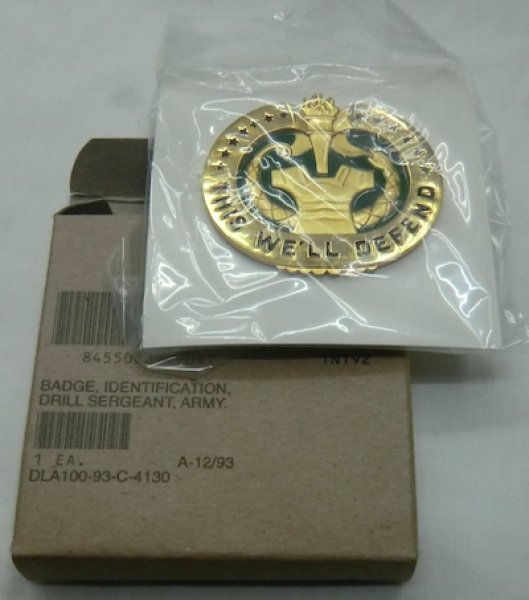 THIS WE'LL DEFEND
BADGE, IDENTIFICATION,
DRILL SERGEANT, ARMY.
1 EA. A-12/93
DLA100-93-C-4130